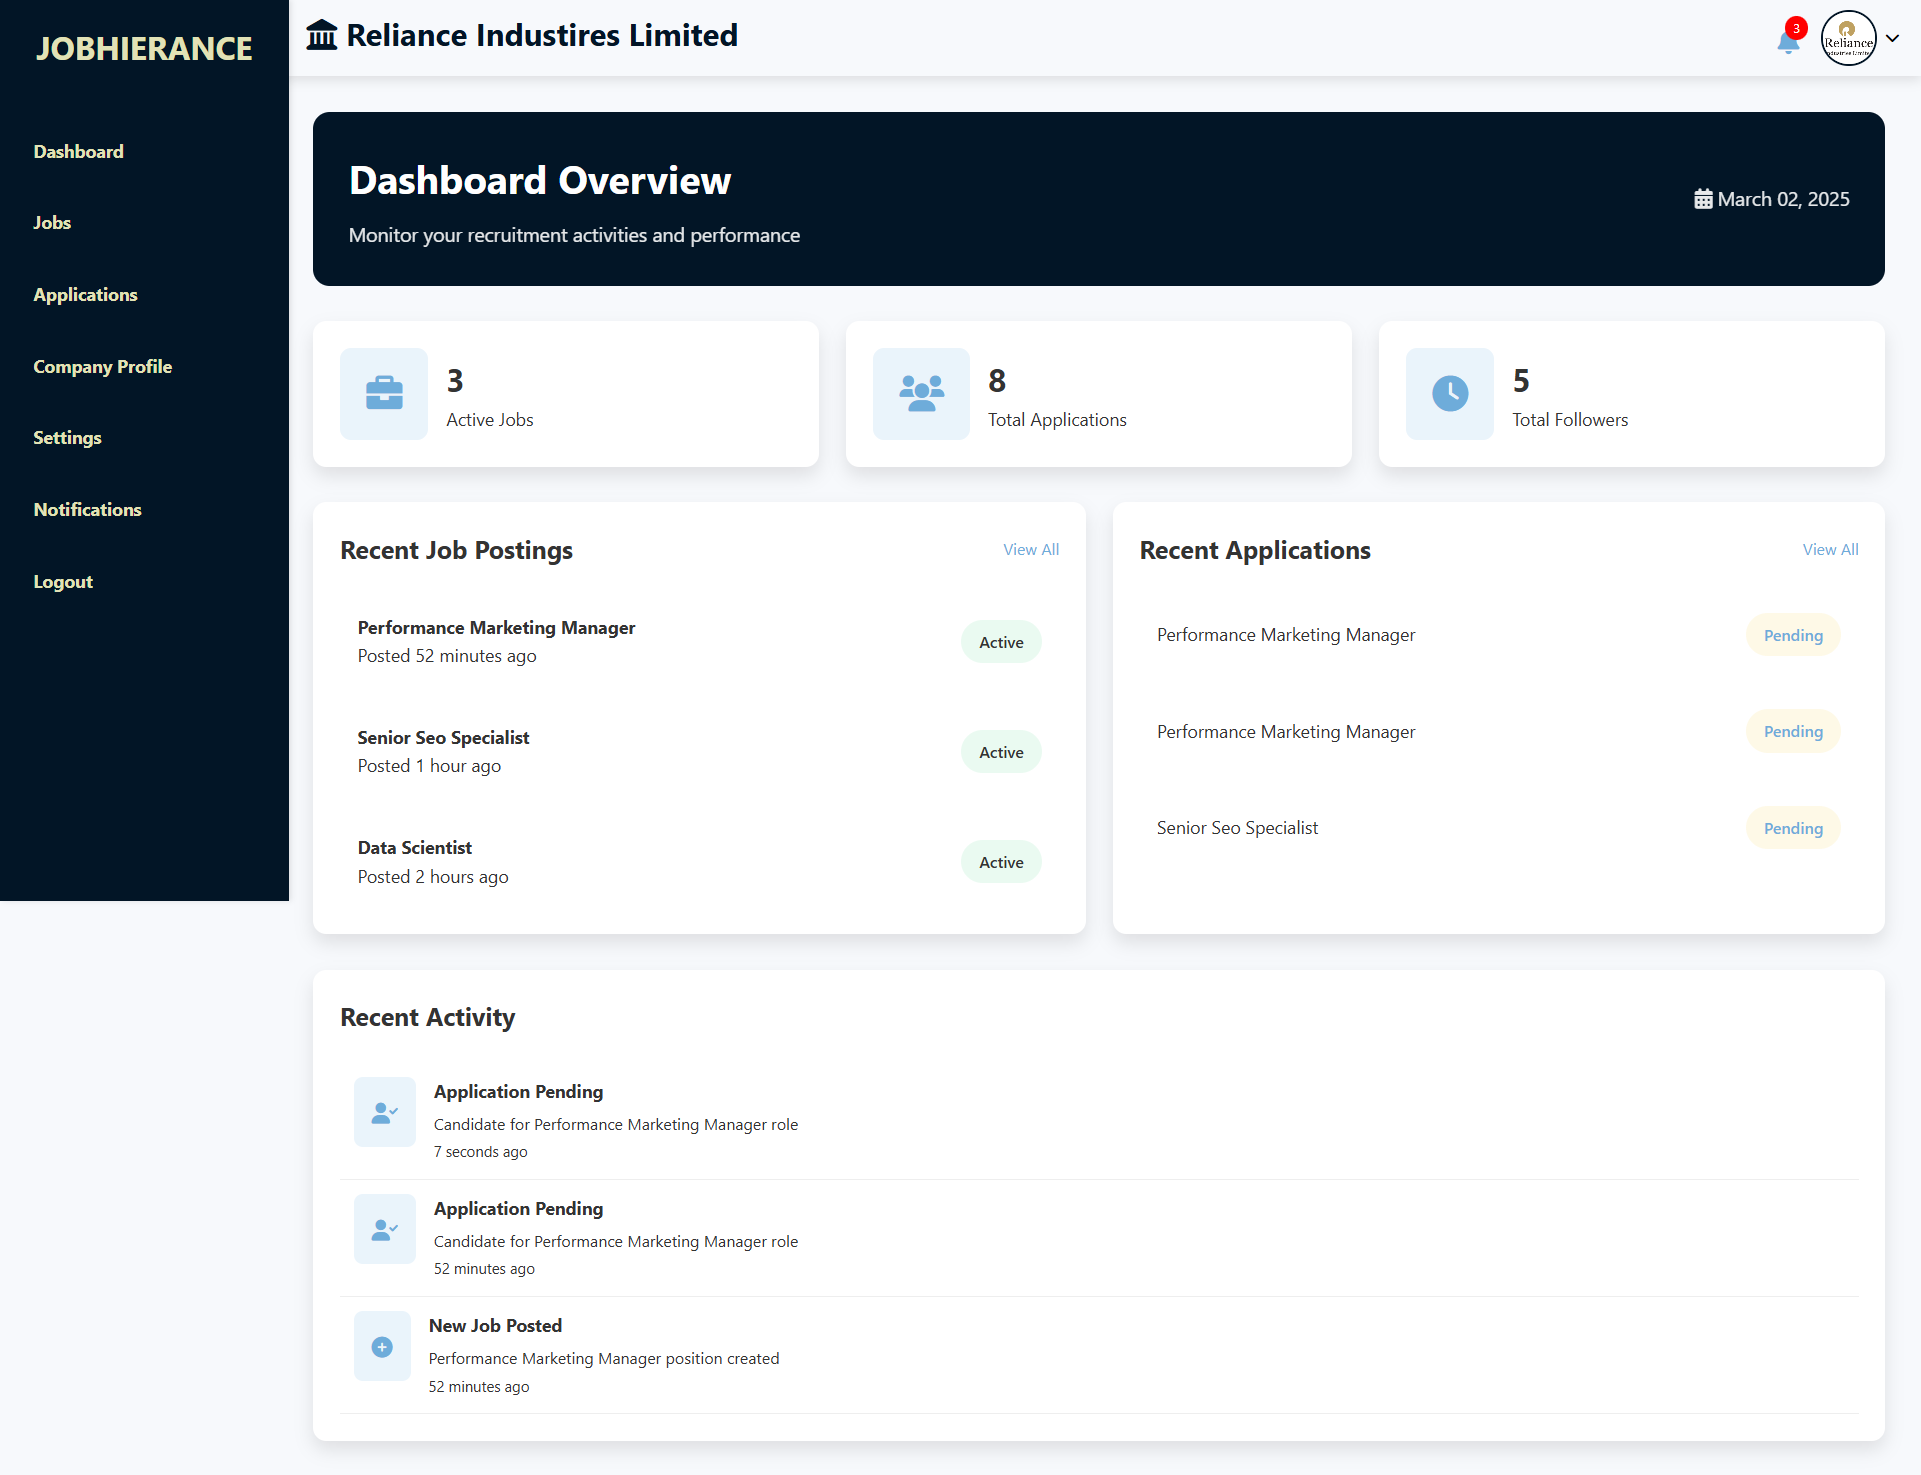 JOBHIERANCE
Dashboard
Jobs
Applications
Company Profile
Settings
Notifications
Logout
Reliance Industires Limited
3
Reliance
Industries Limited
Dashboard Overview
Monitor your recruitment activities and performance
March 02, 2025
3
Active Jobs
8
Total Applications
5
Total Followers
Recent Job Postings
View All
Performance Marketing Manager
Posted 52 minutes ago
Active
Senior Seo Specialist
Posted 1 hour ago
Active
Data Scientist
Posted 2 hours ago
Active
Recent Applications
View All
Performance Marketing Manager
Pending
Performance Marketing Manager
Pending
Senior Seo Specialist
Pending
Recent Activity
Application Pending
Candidate for Performance Marketing Manager role
7 seconds ago
Application Pending
Candidate for Performance Marketing Manager role
52 minutes ago
New Job Posted
Performance Marketing Manager position created
52 minutes ago